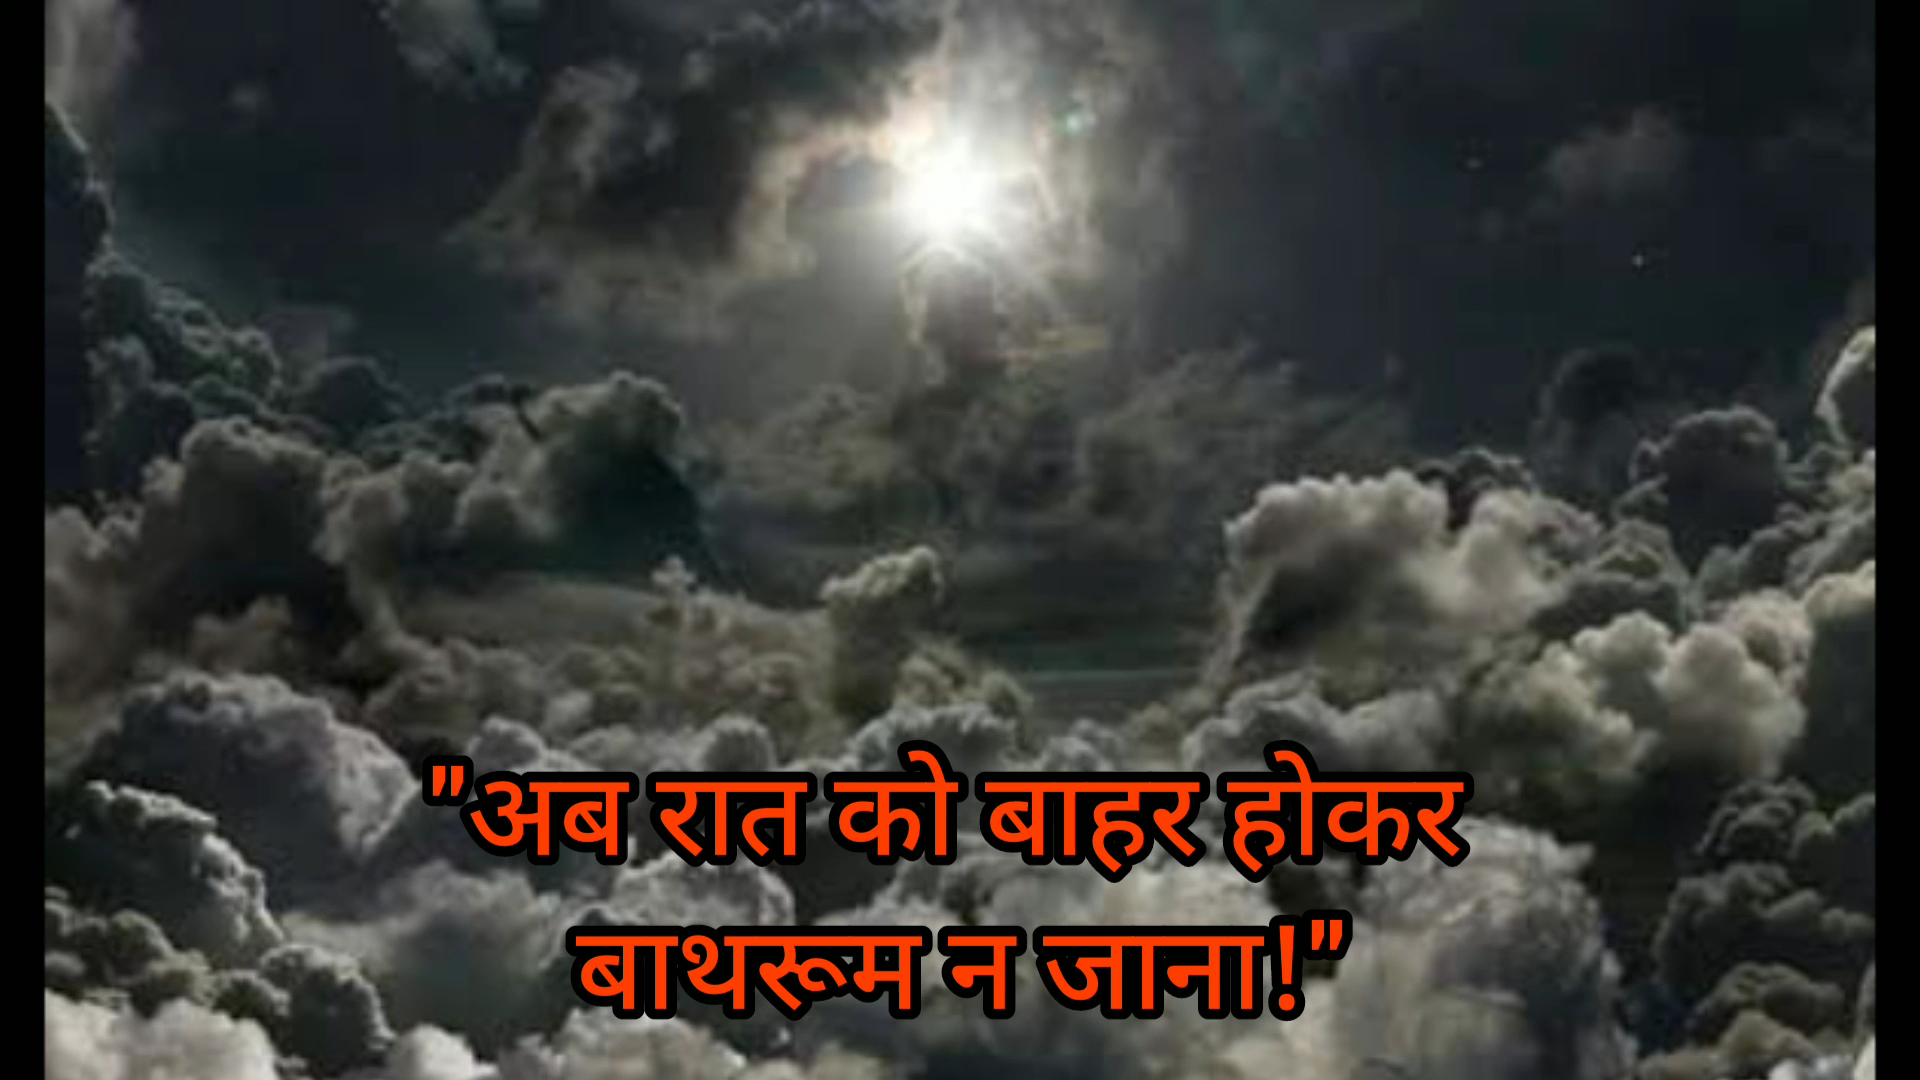 "अब रात को बाहर होकर
बाथरूम न जाना!"